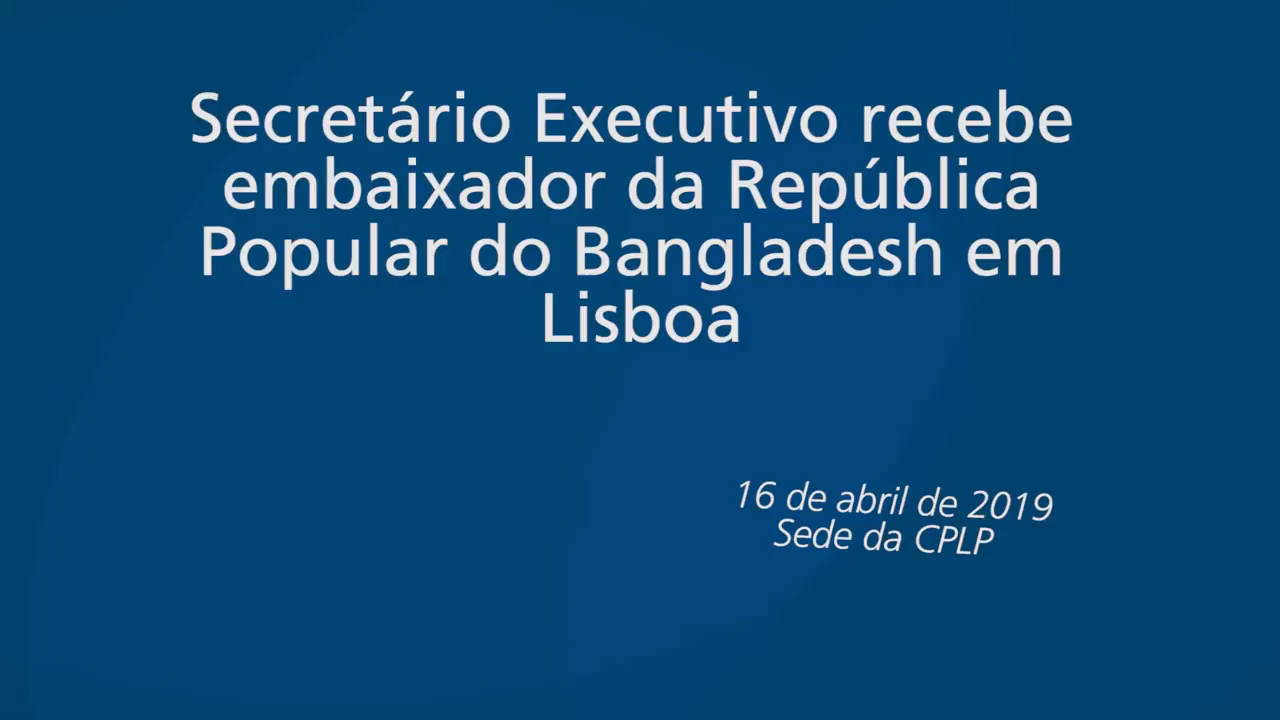 Secretário Executivo recebe
embaixador da República
Popular do Bangladesh em
Lisboa
16 de abril de 2019
Sede da CPLP